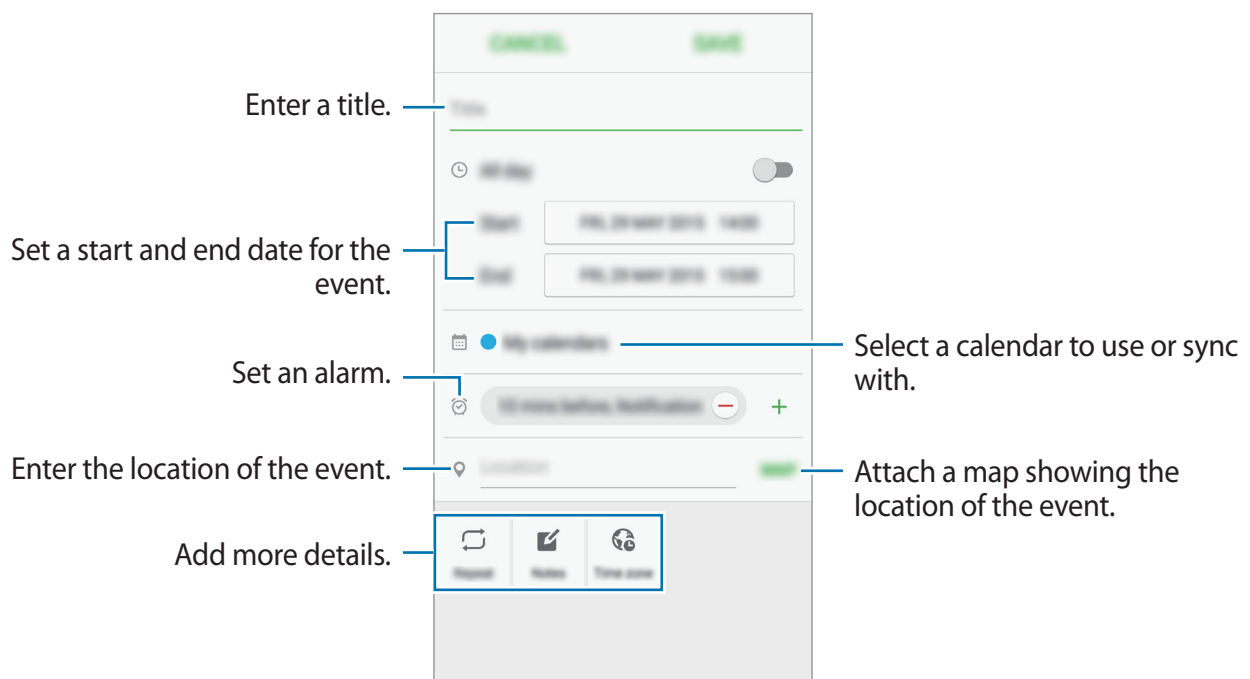 CANCEL SAVE
Enter a title.
Title
All day
Start FRI, 29 MAY 2015 14:00
Set a start and end date for the
event.
End FRI, 29 MAY 2015 15:00
My calendars
Select a calendar to use or sync
with.
Set an alarm.
10 mins before, Notification
Enter the location of the event.
Location
MAP
Attach a map showing the
location of the event.
Add more details.
Repeat Notes Time zone